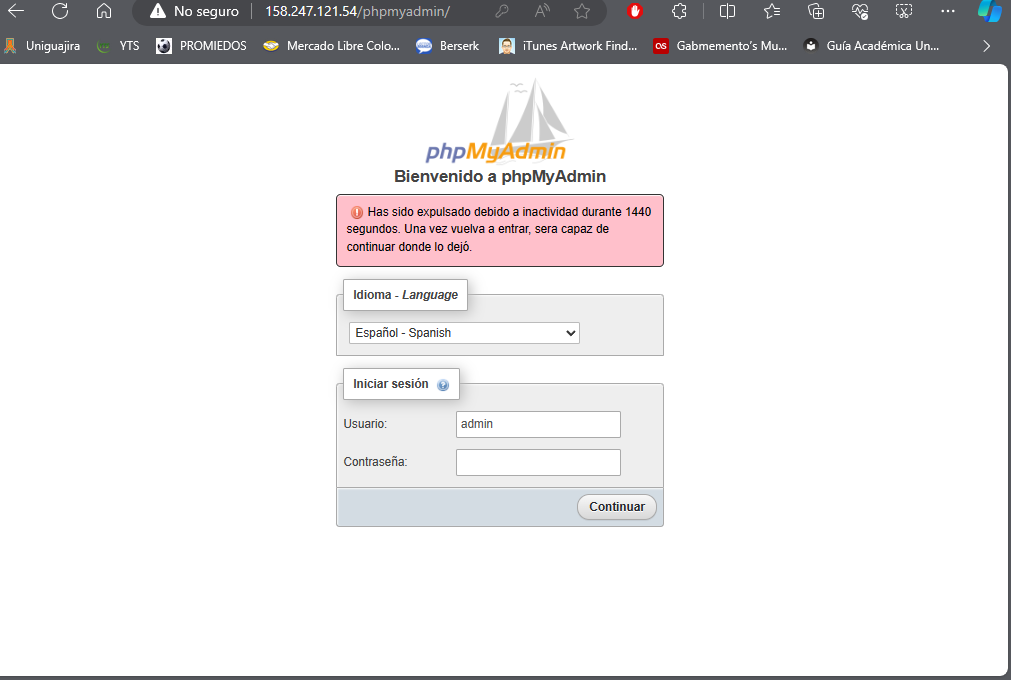 No seguro
158.247.121.54/phpmyadmin/
Uniguajira
YTS
PROMIEDOS
Mercado Libre Colo...
Berserk
iTunes Artwork Find...
Gabmemento's Mu...
Guía Académica Un...
phpMyAdmin
Bienvenido a phpMyAdmin
Has sido expulsado debido a inactividad durante 1440
segundos. Una vez vuelva a entrar, sera capaz de
continuar donde lo dejó.
Idioma - Language
Español - Spanish
Iniciar sesión
Usuario:
admin
Contraseña:
Continuar